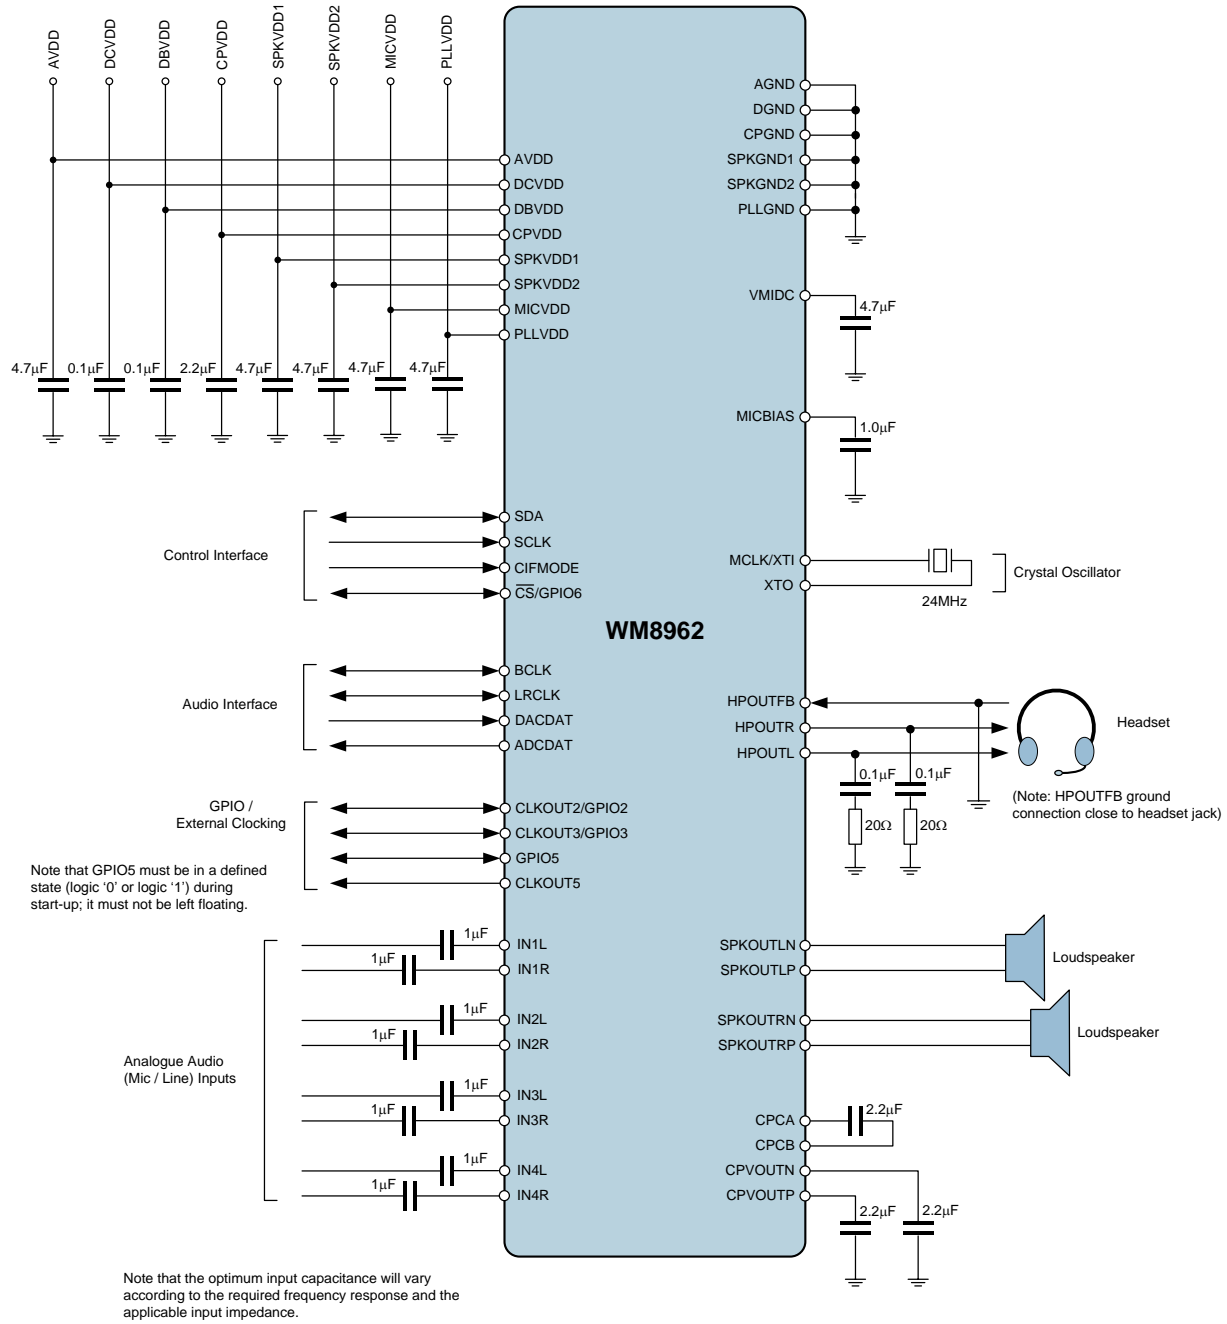 AVDD
DCVDD
DBVDD
CPVDD
SPKVDD1
SPKVDD2
MICVDD
PLLVDD
AVDD
DCVDD
DBVDD
CPVDD
SPKVDD1
SPKVDD2
MICVDD
PLLVDD
4.7µF
0.1µF
0.1µF
2.2µF
4.7µF
4.7µF
4.7µF
4.7µF
AGND
DGND
CPGND
SPKGND1
SPKGND2
PLLGND
VMIDC
4.7µF
MICBIAS
1.0µF
Control Interface
SDA
SCLK
CIFMODE
C̅S̅/GPIO6
MCLK/XTI
XTO
24MHz
Crystal Oscillator
WM8962
Audio Interface
BCLK
LRCLK
DACDAT
ADCDAT
HPOUTFB
HPOUTR
HPOUTL
0.1µF
0.1µF
20Ω
20Ω
Headset
(Note: HPOUTFB ground
connection close to headset jack)
GPIO /
External Clocking
CLKOUT2/GPIO2
CLKOUT3/GPIO3
GPIO5
CLKOUT5
Note that GPIO5 must be in a defined
state (logic ‘0’ or logic ‘1’) during
start-up; it must not be left floating.
Analogue Audio
(Mic / Line) Inputs
1µF
IN1L
1µF
IN1R
1µF
IN2L
1µF
IN2R
1µF
IN3L
1µF
IN3R
1µF
IN4L
1µF
IN4R
SPKOUTLN
SPKOUTLP
Loudspeaker
SPKOUTRN
SPKOUTRP
Loudspeaker
CPCA
2.2µF
CPCB
CPVOUTN
CPVOUTP
2.2µF
2.2µF
Note that the optimum input capacitance will vary
according to the required frequency response and the
applicable input impedance.